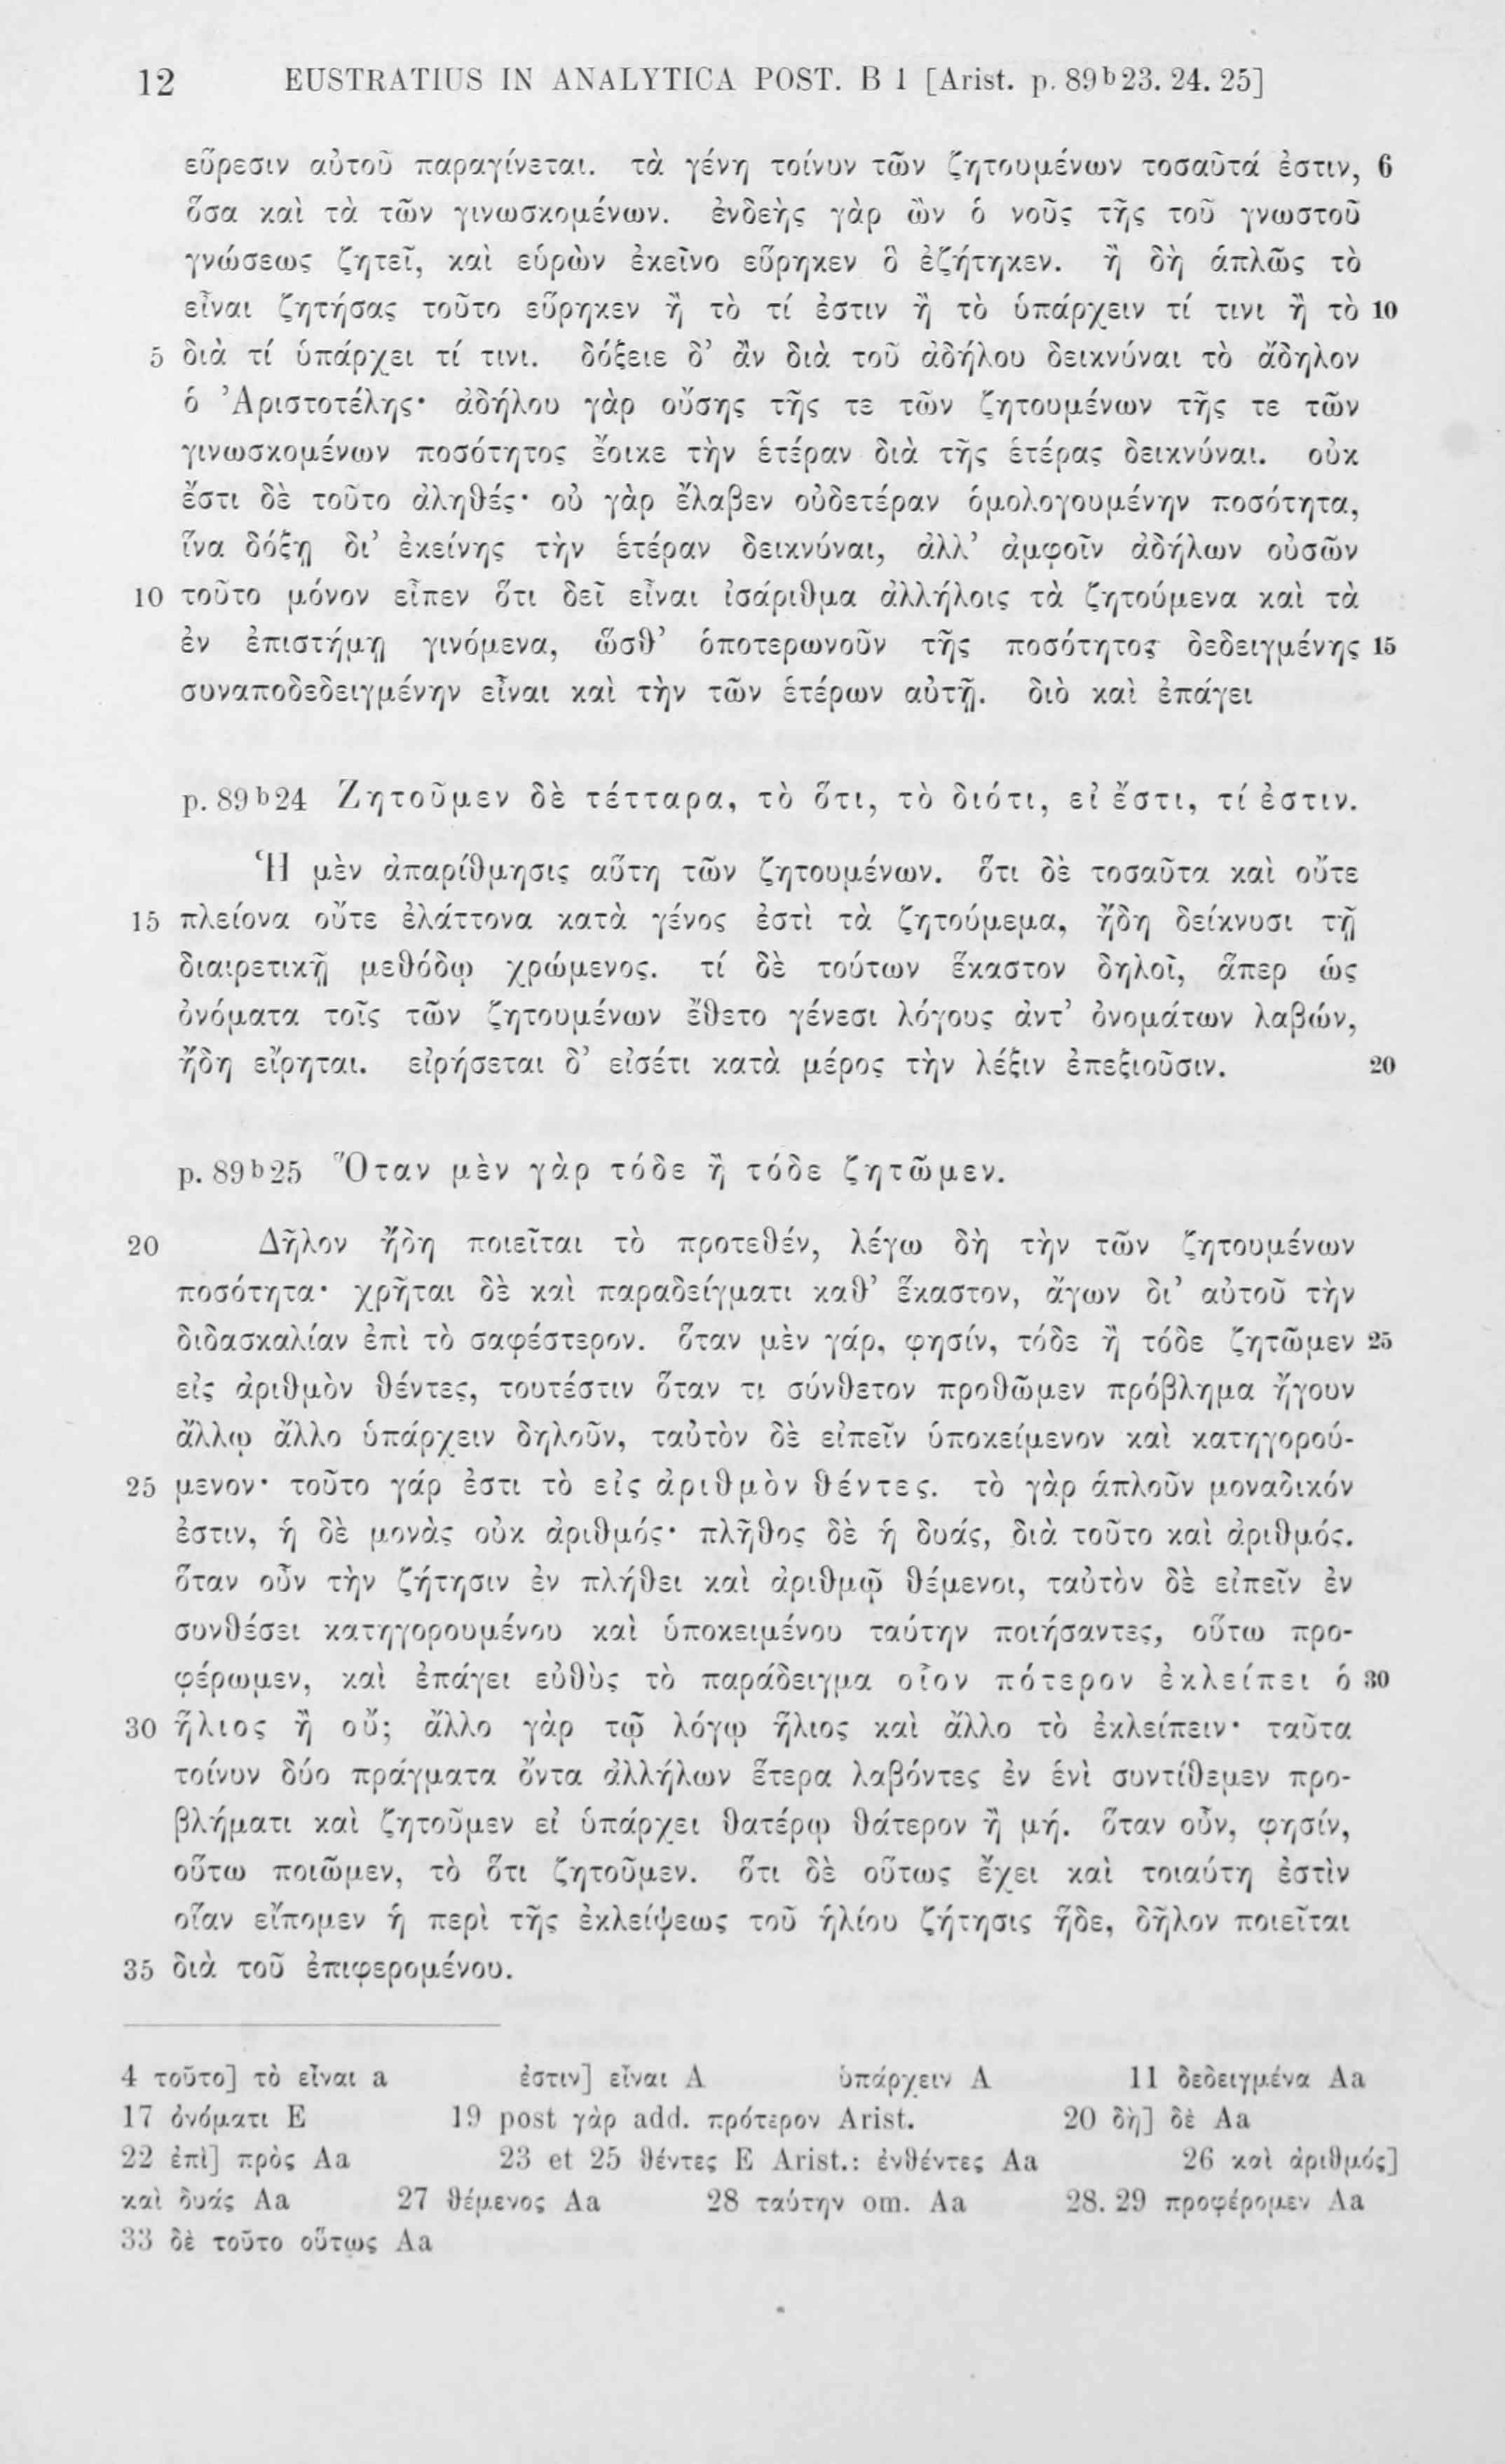 12 EUSTRATIUS IN ANALYTICA POST. B 1 [Arist. p. 89b23. 24. 25]
εὕρεσιν αὐτοῦ παραγίνεται. τὰ γένη τοίνυν τῶν ζητουμένων τοσαῦτά ἐστιν, 6
ὅσα καὶ τὰ τῶν γινωσκομένων. ἐνδεὴς γὰρ ὢν ὁ νοῦς τῆς τοῦ γνωστοῦ
γνώσεως ζητεῖ, καὶ εὑρὼν ἐκεῖνο εὕρηκεν ὃ ἐζήτηκεν. ἢ δὴ ἁπλῶς τὸ
εἶναι ζητήσας τοῦτο εὕρηκεν ἢ τὸ τί ἐστιν ἢ τὸ ὑπάρχειν τί τινι ἢ τὸ 10
5 διὰ τί ὑπάρχει τί τινι. δόξειε δ’ ἂν διὰ τοῦ ἀδήλου δεικνύναι τὸ ἄδηλον
ὁ Ἀριστοτέλης· ἀδήλου γὰρ οὔσης τῆς τε τῶν ζητουμένων τῆς τε τῶν
γινωσκομένων ποσότητος ἔοικε τὴν ἑτέραν διὰ τῆς ἑτέρας δεικνύναι. οὐκ
ἔστι δὲ τοῦτο ἀληθές· οὐ γὰρ ἔλαβεν οὐδετέραν ὁμολογουμένην ποσότητα,
ἵνα δόξῃ δι’ ἐκείνης τὴν ἑτέραν δεικνύναι, ἀλλ’ ἀμφοῖν ἀδήλων οὐσῶν
10 τοῦτο μόνον εἶπεν ὅτι δεῖ εἶναι ἰσάριθμα ἀλλήλοις τὰ ζητούμενα καὶ τὰ
ἐν ἐπιστήμῃ γινόμενα, ὥσθ’ ὁποτερωνοῦν τῆς ποσότητος δεδειγμένης 15
συναποδεδειγμένην εἶναι καὶ τὴν τῶν ἑτέρων αὐτῇ. διὸ καὶ ἐπάγει
p. 89b24 Ζητοῦμεν δὲ τέτταρα, τὸ ὅτι, τὸ διότι, εἰ ἔστι, τί ἐστιν.
Ἡ μὲν ἀπαρίθμησις αὕτη τῶν ζητουμένων. ὅτι δὲ τοσαῦτα καὶ οὔτε
15 πλείονα οὔτε ἐλάττονα κατὰ γένος ἐστὶ τὰ ζητούμεμα, ἤδη δείκνυσι τῇ
διαιρετικῇ μεθόδῳ χρώμενος. τί δὲ τούτων ἕκαστον δηλοῖ, ἅπερ ὡς
ὀνόματα τοῖς τῶν ζητουμένων ἔθετο γένεσι λόγους ἀντ’ ὀνομάτων λαβών,
ἤδη εἴρηται. εἰρήσεται δ’ εἰσέτι κατὰ μέρος τὴν λέξιν ἐπεξιοῦσιν. 20
p. 89b25 Ὅταν μὲν γὰρ τόδε ἢ τόδε ζητῶμεν.
20 Δῆλον ἤδη ποιεῖται τὸ προτεθέν, λέγω δὴ τὴν τῶν ζητουμένων
ποσότητα· χρῆται δὲ καὶ παραδείγματι καθ’ ἕκαστον, ἄγων δι’ αὐτοῦ τὴν
διδασκαλίαν ἐπὶ τὸ σαφέστερον. ὅταν μὲν γάρ, φησίν, τόδε ἢ τόδε ζητῶμεν 25
εἰς ἀριθμὸν θέντες, τουτέστιν ὅταν τι σύνθετον προθῶμεν πρόβλημα ἤγουν
ἄλλῳ ἄλλο ὑπάρχειν δηλοῦν, ταὐτὸν δὲ εἰπεῖν ὑποκείμενον καὶ κατηγορού-
25 μενον· τοῦτο γάρ ἐστι τὸ εἰς ἀριθμὸν θέντες. τὸ γὰρ ἁπλοῦν μοναδικόν
ἐστιν, ἡ δὲ μονὰς οὐκ ἀριθμός· πλῆθος δὲ ἡ δυάς, διὰ τοῦτο καὶ ἀριθμός.
ὅταν οὖν τὴν ζήτησιν ἐν πλήθει καὶ ἀριθμῷ θέμενοι, ταὐτὸν δὲ εἰπεῖν ἐν
συνθέσει κατηγορουμένου καὶ ὑποκειμένου ταύτην ποιήσαντες, οὕτω προ-
φέρωμεν, καὶ ἐπάγει εὐθὺς τὸ παράδειγμα οἷον πότερον ἐκλείπει ὁ 30
30 ἥλιος ἢ οὔ; ἄλλο γὰρ τῷ λόγῳ ἥλιος καὶ ἄλλο τὸ ἐκλείπειν· ταῦτα
τοίνυν δύο πράγματα ὄντα ἀλλήλων ἕτερα λαβόντες ἐν ἑνὶ συντίθεμεν προ-
βλήματι καὶ ζητοῦμεν εἰ ὑπάρχει θατέρῳ θάτερον ἢ μή. ὅταν οὖν, φησίν,
οὕτω ποιῶμεν, τὸ ὅτι ζητοῦμεν. ὅτι δὲ οὕτως ἔχει καὶ τοιαύτη ἐστὶν
οἵαν εἴπομεν ἡ περὶ τῆς ἐκλείψεως τοῦ ἡλίου ζήτησις ἥδε, δῆλον ποιεῖται
35 διὰ τοῦ ἐπιφερομένου.
4 τοῦτο] τὸ εἶναι a ἐστιν] εἶναι A ὑπάρχειν A 11 δεδειγμένα Aa
17 ὀνόματι E 19 post γὰρ add. πρότερον Arist. 20 δὴ] δὲ Aa
22 ἐπὶ] πρὸς Aa 23 et 25 θέντες E Arist.: ἐνθέντες Aa 26 καὶ ἀριθμός]
καὶ δυάς Aa 27 θέμενος Aa 28 ταύτην om. Aa 28. 29 προφέρομεν Aa
33 δὲ τοῦτο οὕτως Aa